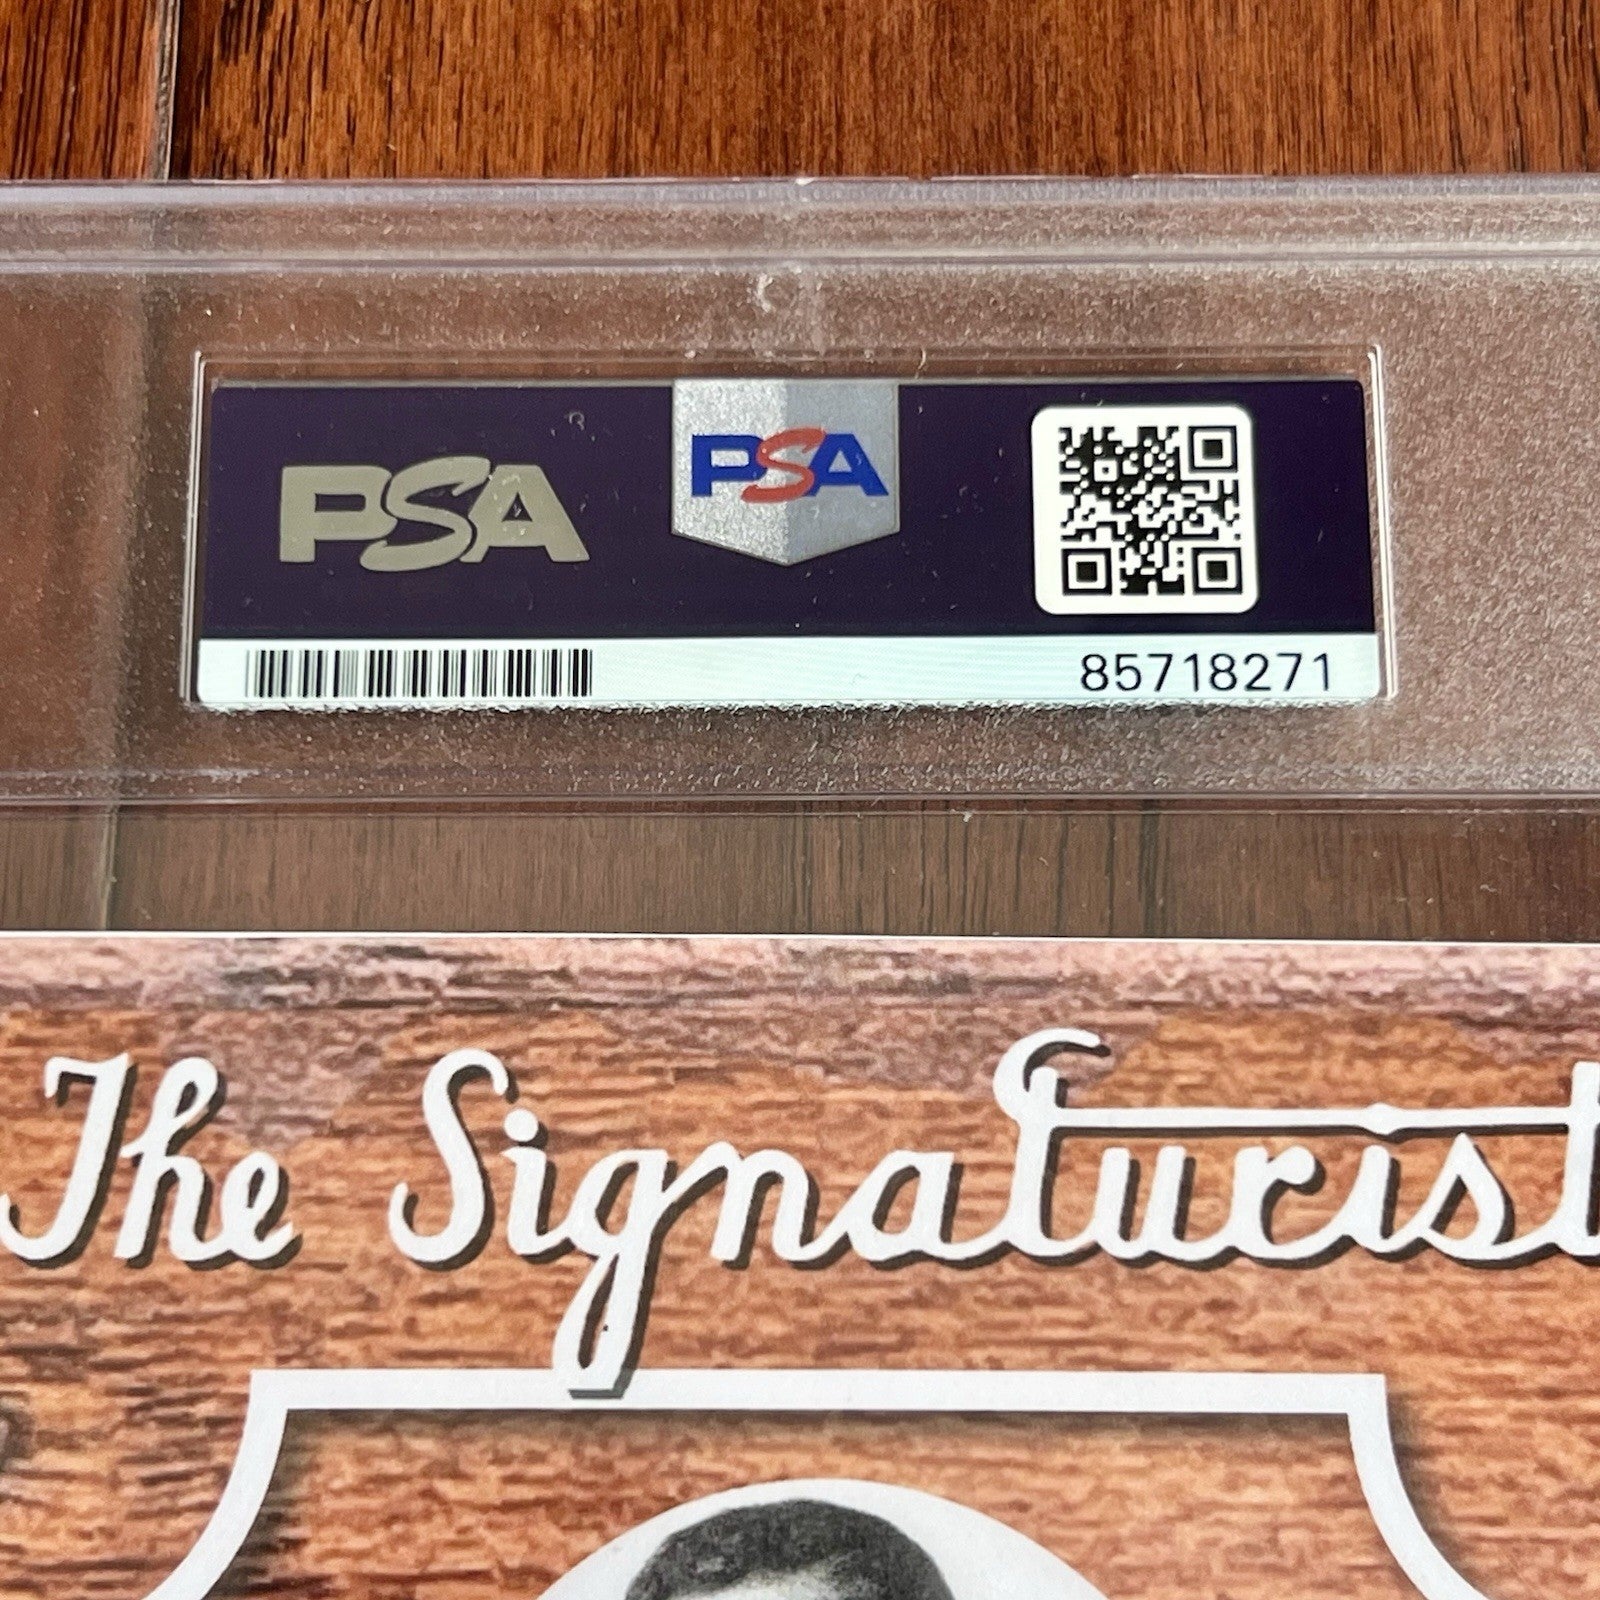 PSA
PSA
85718271
The Signaturist